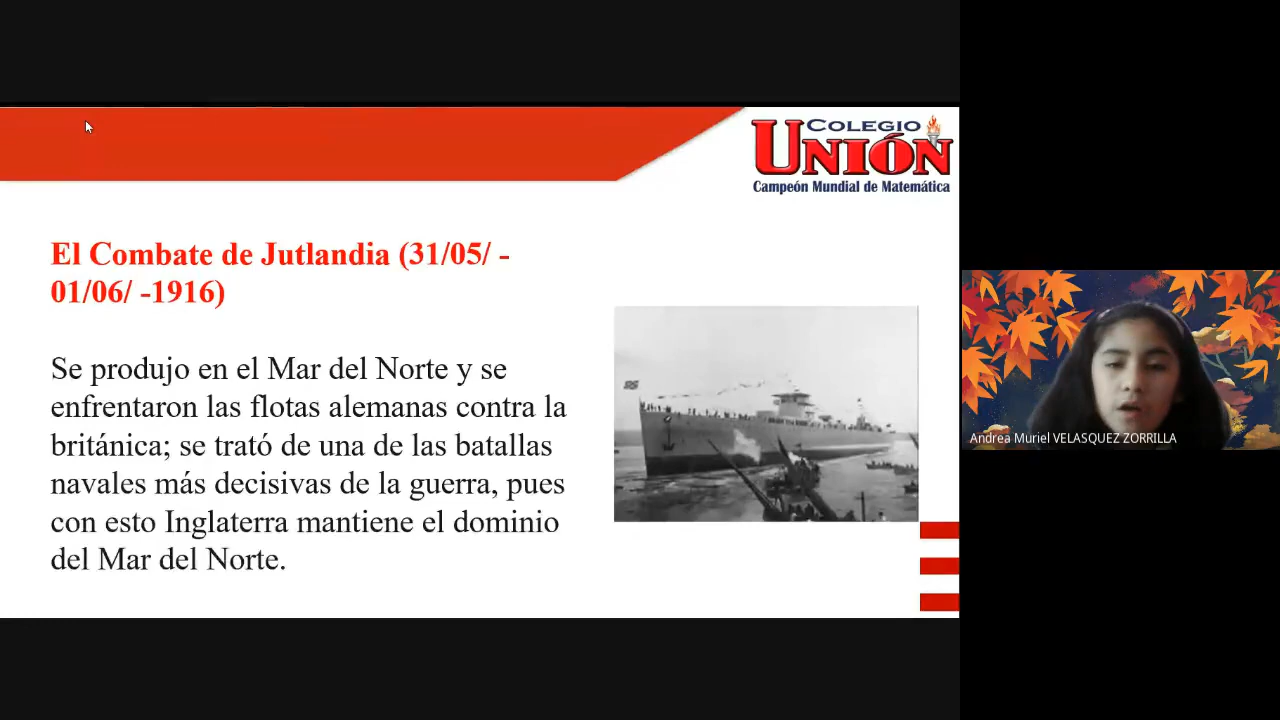 COLEGIO
UNIÓN
Campeón Mundial de Matemática
El Combate de Jutlandia (31/05/ -
01/06/ -1916)
Se produjo en el Mar del Norte y se
enfrentaron las flotas alemanas contra la
británica; se trató de una de las batallas
navales más decisivas de la guerra, pues
con esto Inglaterra mantiene el dominio
del Mar del Norte.
Andrea Muriel VELASQUEZ ZORRILLA